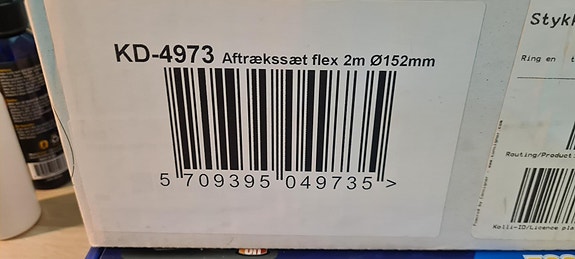 KD-4973 Aftrækssæt flex 2m Ø152mm
5 709395 049735 >
Stykk
Ring en t
Routing/Product
Kolli-ID/Licence pla